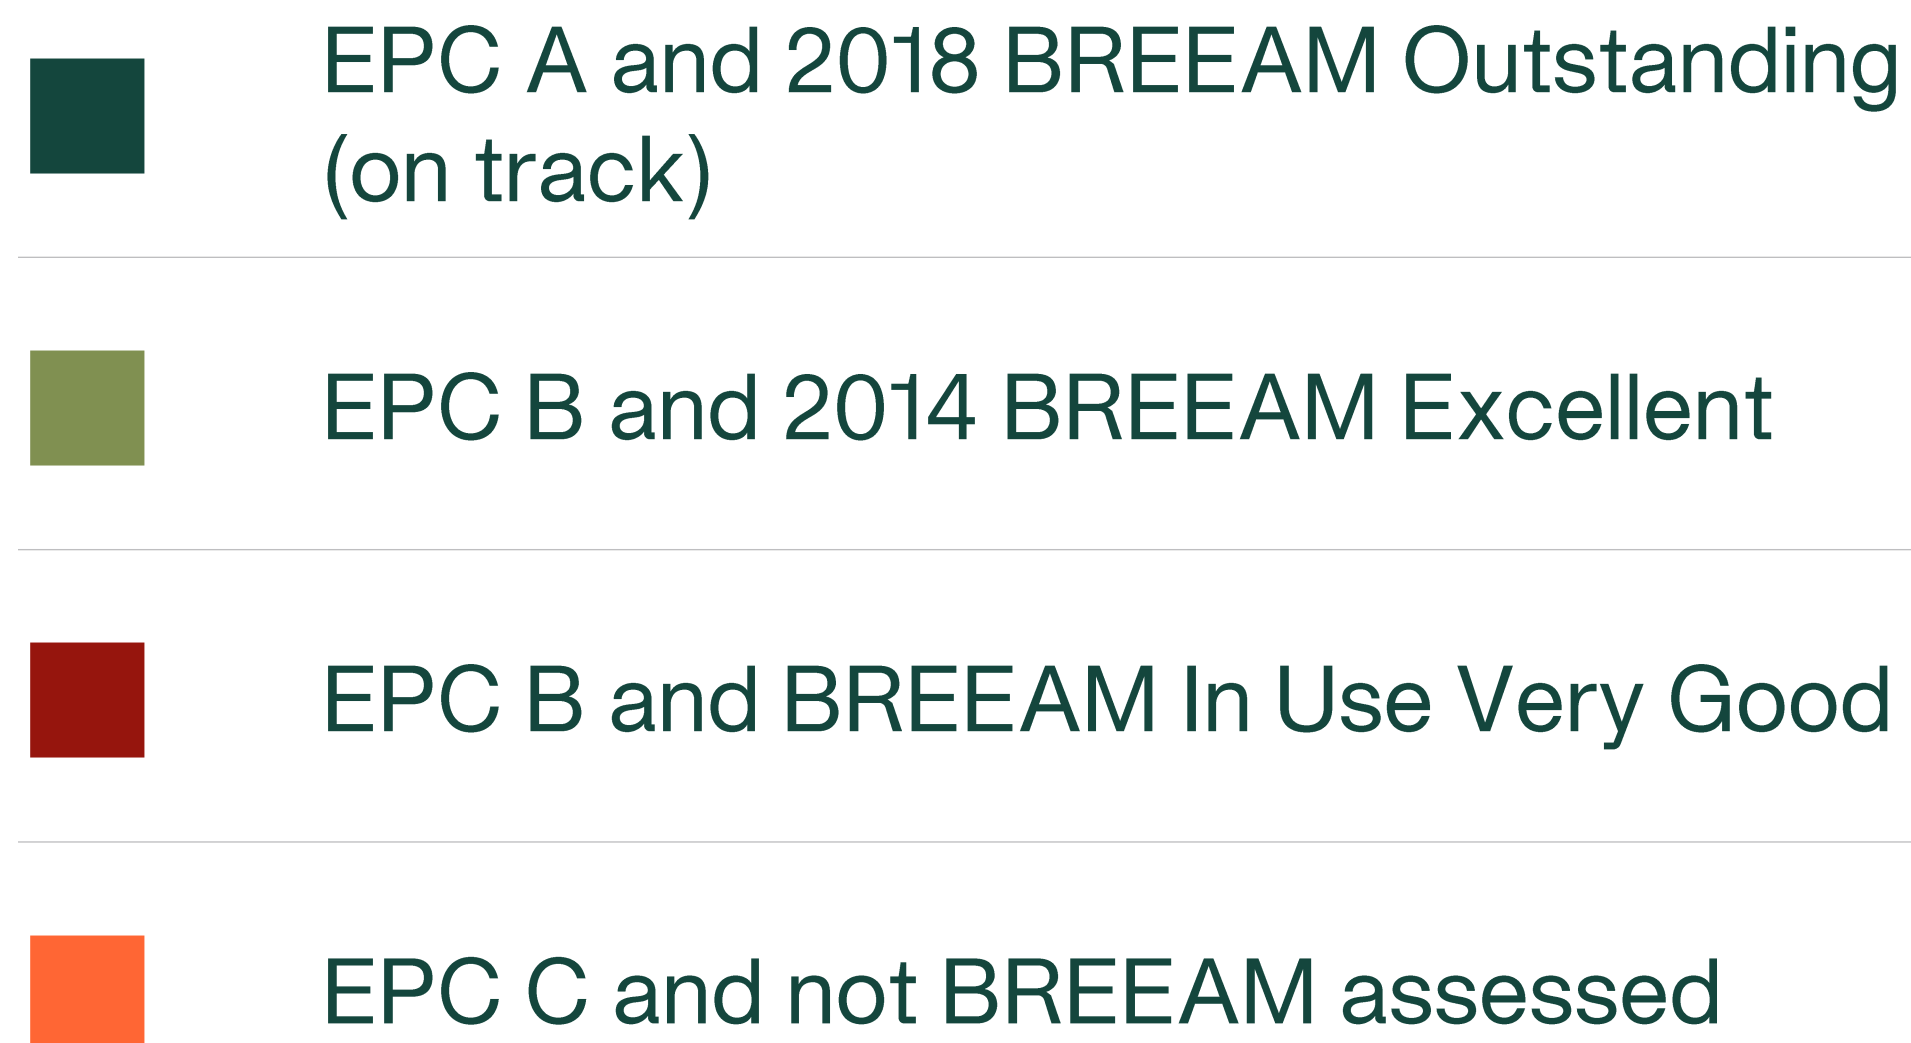 EPC A and 2018 BREEAM Outstanding
(on track)
EPC B and 2014 BREEAM Excellent
EPC B and BREEAM In Use Very Good
EPC C and not BREEAM assessed